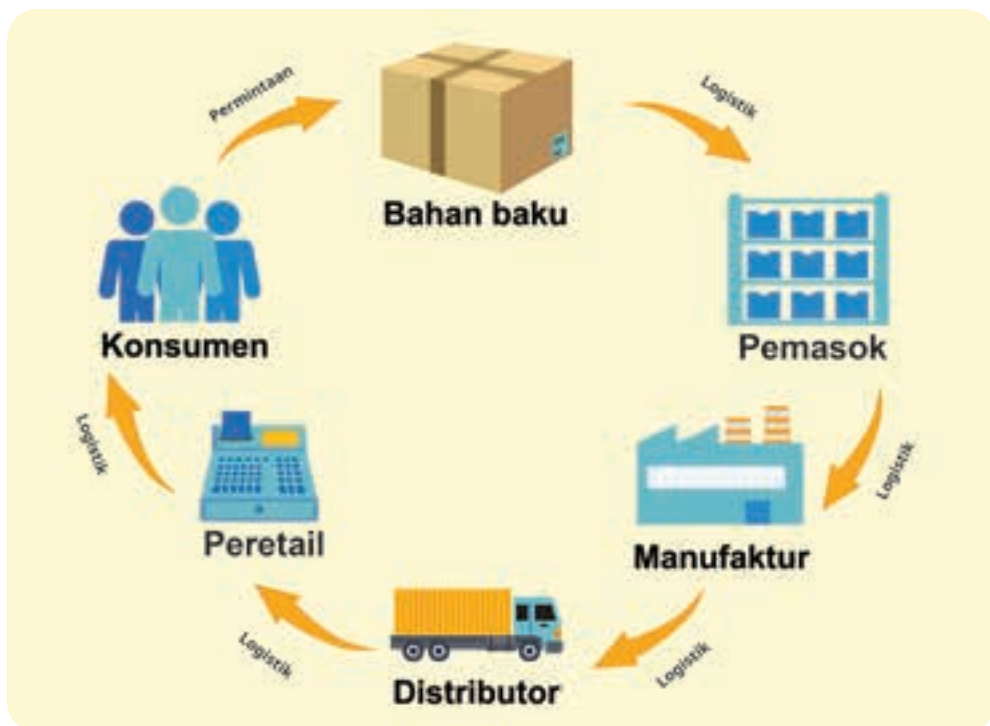 Permintaan
Bahan baku
Logistik
Pemasok
Logistik
Manufaktur
Logistik
Distributor
Logistik
Peretail
Logistik
Konsumen